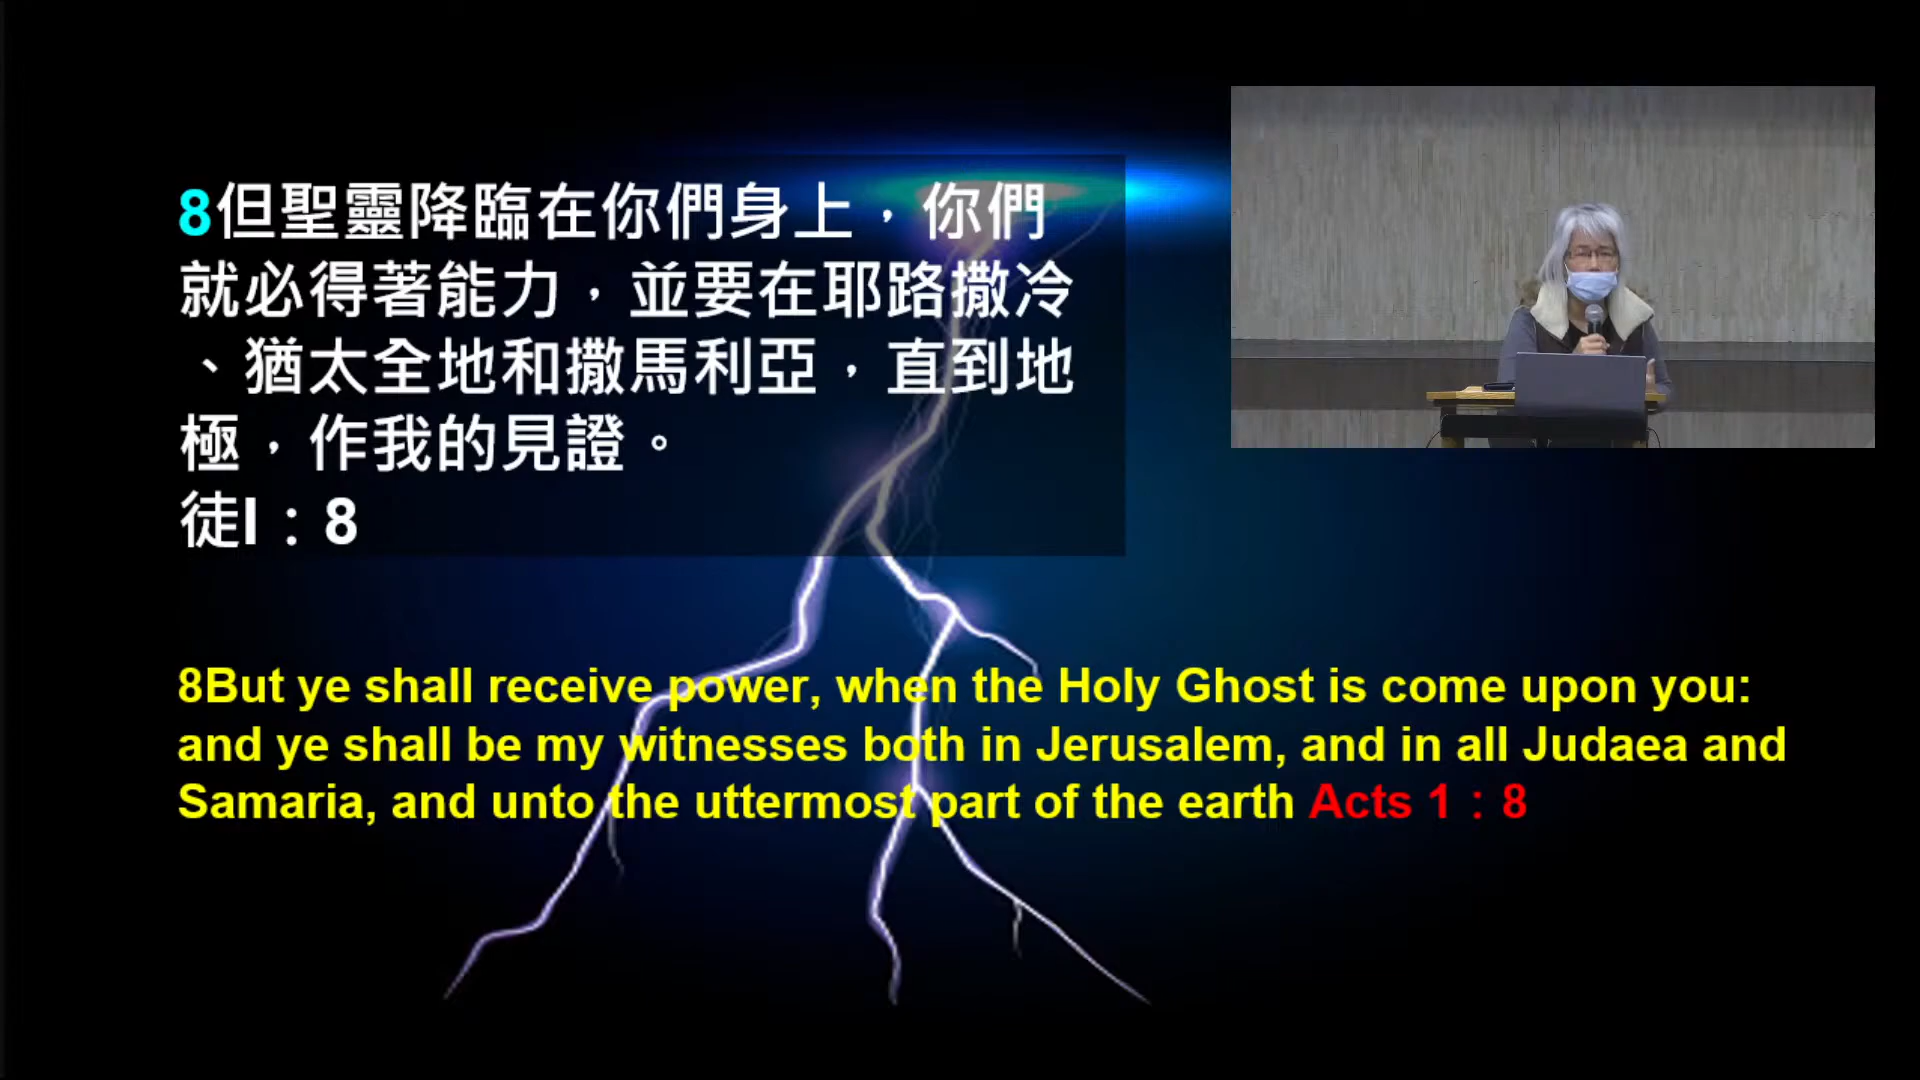 8但聖靈降臨在你們身上，你們
就必得著能力，並要在耶路撒冷
、猶太全地和撒馬利亞，直到地
極，作我的見證。
徒I：8
8But ye shall receive power, when the Holy Ghost is come upon you:
and ye shall be my witnesses both in Jerusalem, and in all Judaea and
Samaria, and unto the uttermost part of the earth Acts 1：8